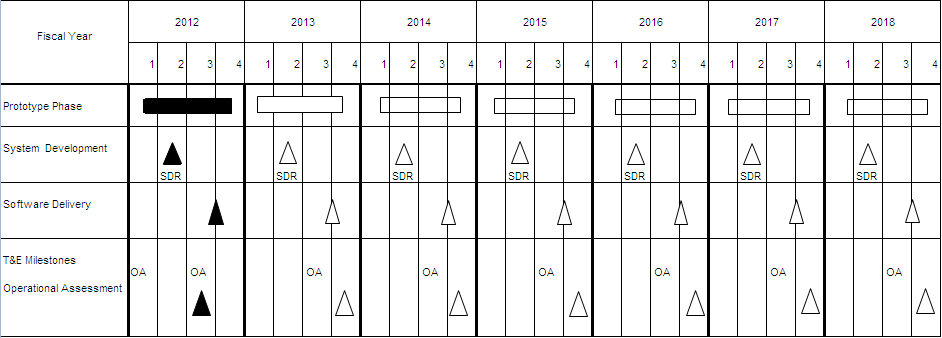 Fiscal Year 2012 2013 2014 2015 2016 2017 2018
1 2 3 4 1 2 3 4 1 2 3 4 1 2 3 4 1 2 3 4 1 2 3 4 1 2 3 4
Prototype Phase
System Development
SDR SDR SDR SDR SDR SDR SDR
Software Delivery
T&E Milestones
OA OA OA OA OA OA OA OA
Operational Assessment